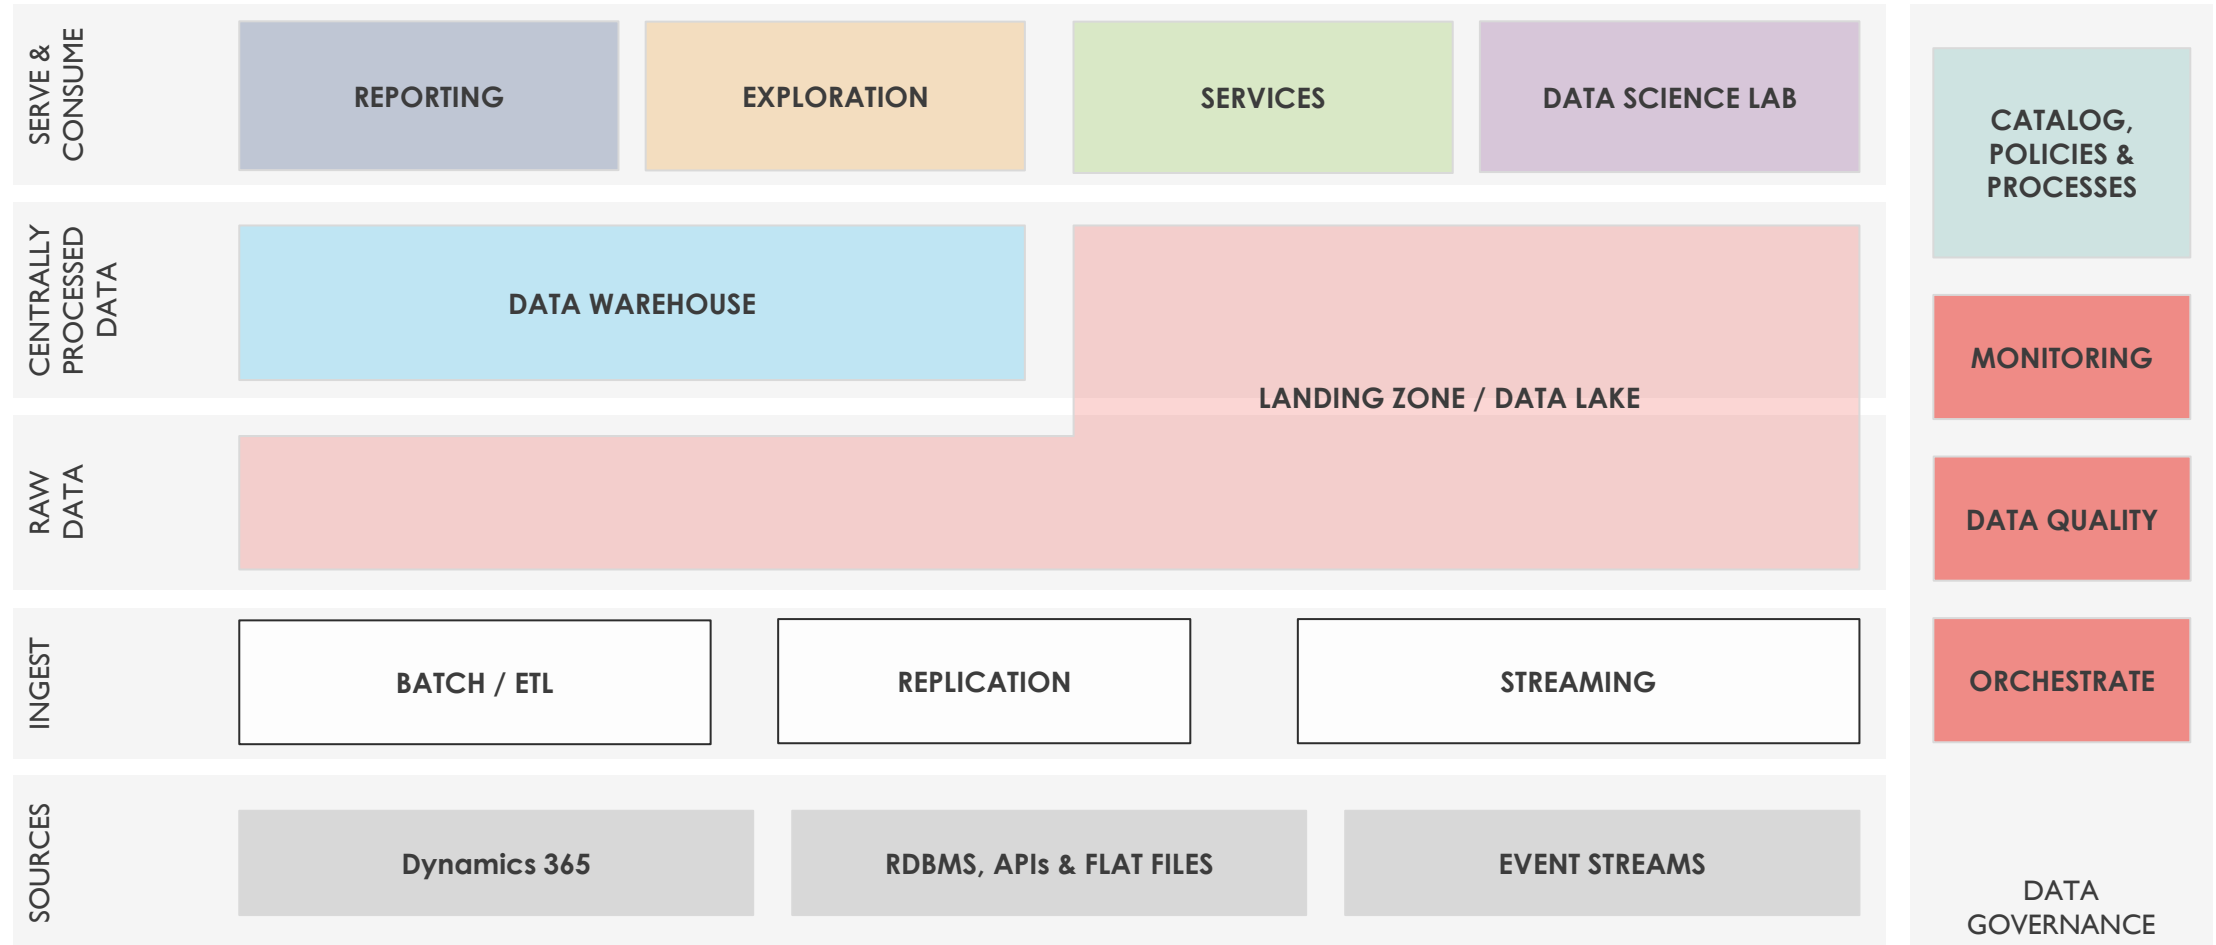 SERVE &
CONSUME
REPORTING
EXPLORATION
SERVICES
DATA SCIENCE LAB
CENTRALLY
PROCESSED
DATA
DATA WAREHOUSE
LANDING ZONE / DATA LAKE
RAW
DATA
INGEST
BATCH / ETL
REPLICATION
STREAMING
SOURCES
Dynamics 365
RDBMS, APIs & FLAT FILES
EVENT STREAMS
CATALOG,
POLICIES &
PROCESSES
MONITORING
DATA QUALITY
ORCHESTRATE
DATA
GOVERNANCE